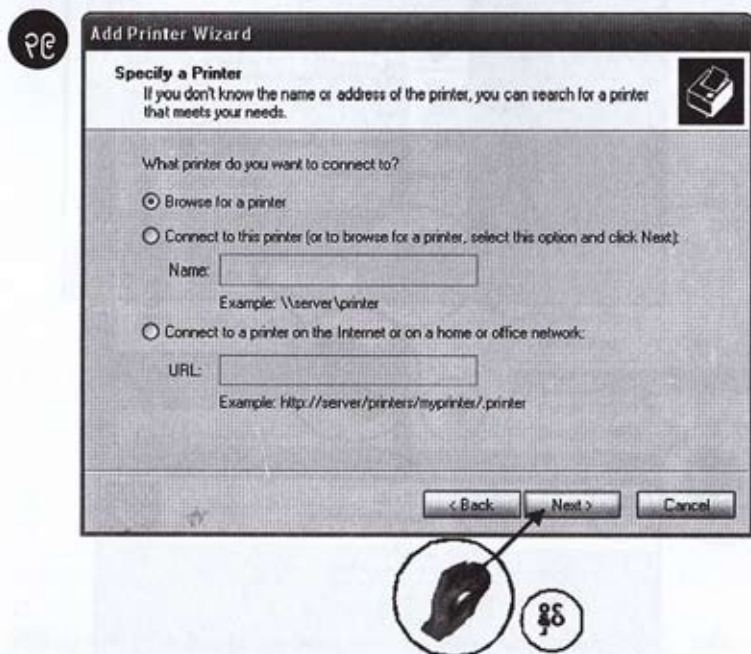 ၂၉
Add Printer Wizard
Specify a Printer
If you don't know the name or address of the printer, you can search for a printer
that meets your needs.
What printer do you want to connect to?
Browse for a printer
Connect to this printer (or to browse for a printer, select this option and click Next):
Name:
Example: \\server\printer
Connect to a printer on the Internet or on a home or office network:
URL:
Example: http://server/printers/myprinter/.printer
< Back Next > Cancel
နှိပ်